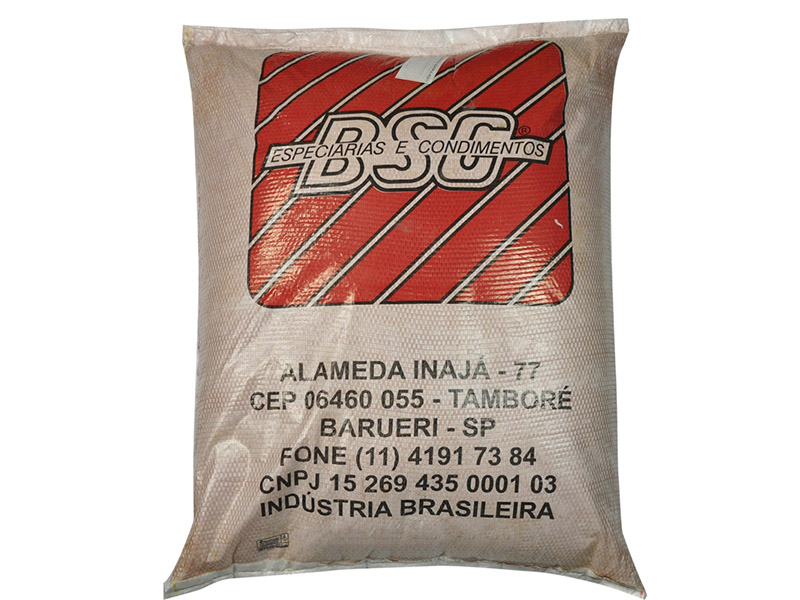 BSG®
ESPECIARIAS E CONDIMENTOS
ALAMEDA INAJÁ - 77
CEP 06460 055 - TAMBORÉ
BARUERI - SP
FONE (11) 4191 73 84
CNPJ 15 269 435 0001 03
INDÚSTRIA BRASILEIRA